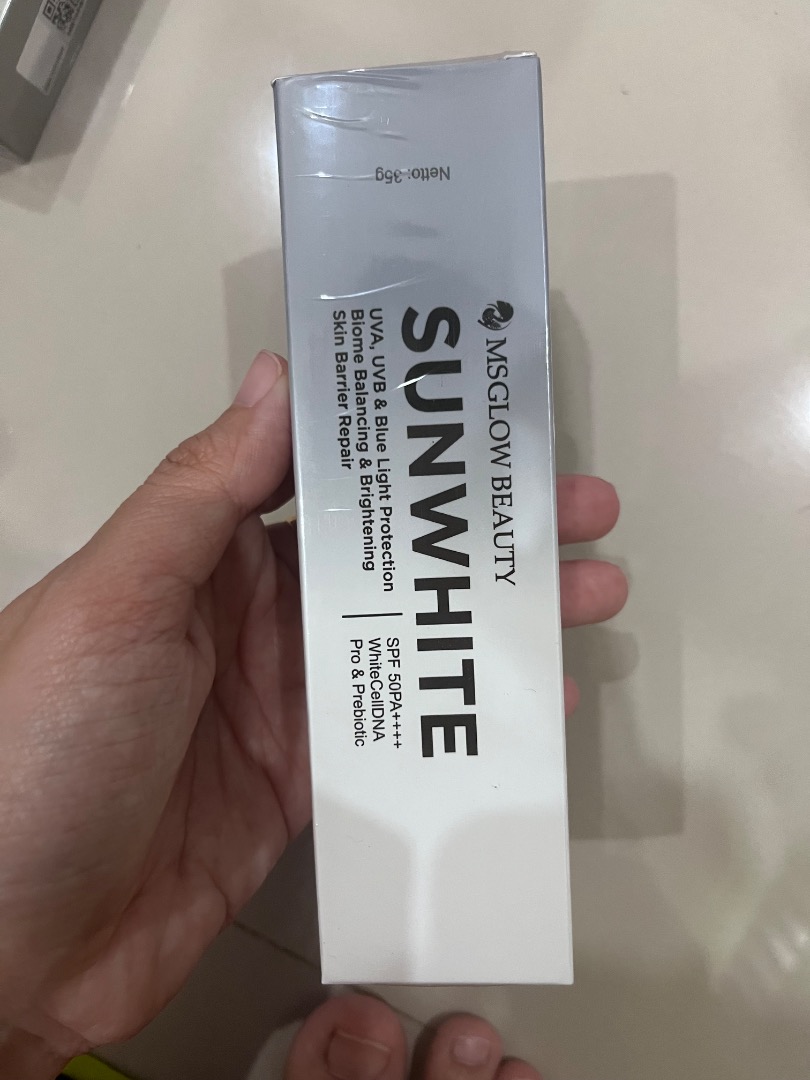 MSGLOW BEAUTY
SUNWHITE
UVA, UVB & Blue Light Protection
Biome Balancing & Brightening
Skin Barrier Repair
SPF 50PA++++
WhiteCellDNA
Pro & Prebiotic
Netto: 35g